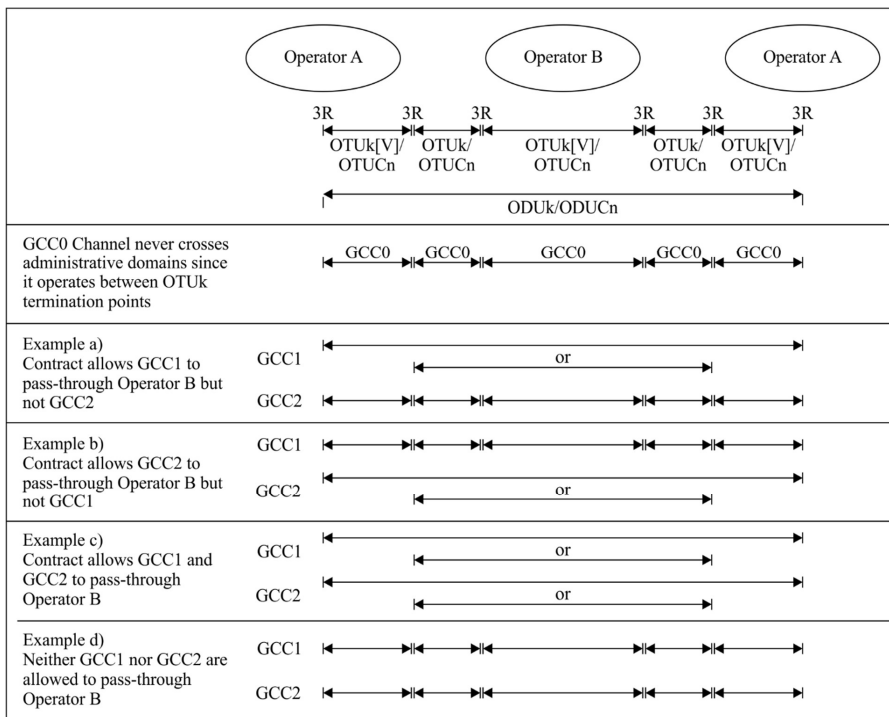 Operator A
Operator B
Operator A
3R 3R 3R 3R 3R 3R
OTUk[V]/ OTUk/ OTUk[V]/ OTUk/ OTUk[V]/
OTUCn OTUCn OTUCn OTUCn OTUCn
ODUk/ODUCn
GCC0 Channel never crosses
administrative domains since
it operates between OTUk
termination points
GCC0 GCC0 GCC0 GCC0 GCC0
Example a)
Contract allows GCC1 to
pass-through Operator B but
not GCC2
GCC1
or
GCC2
Example b)
Contract allows GCC2 to
pass-through Operator B but
not GCC1
GCC1
GCC2
or
Example c)
Contract allows GCC1 and
GCC2 to pass-through
Operator B
GCC1
or
GCC2
or
Example d)
Neither GCC1 nor GCC2 are
allowed to pass-through
Operator B
GCC1
GCC2